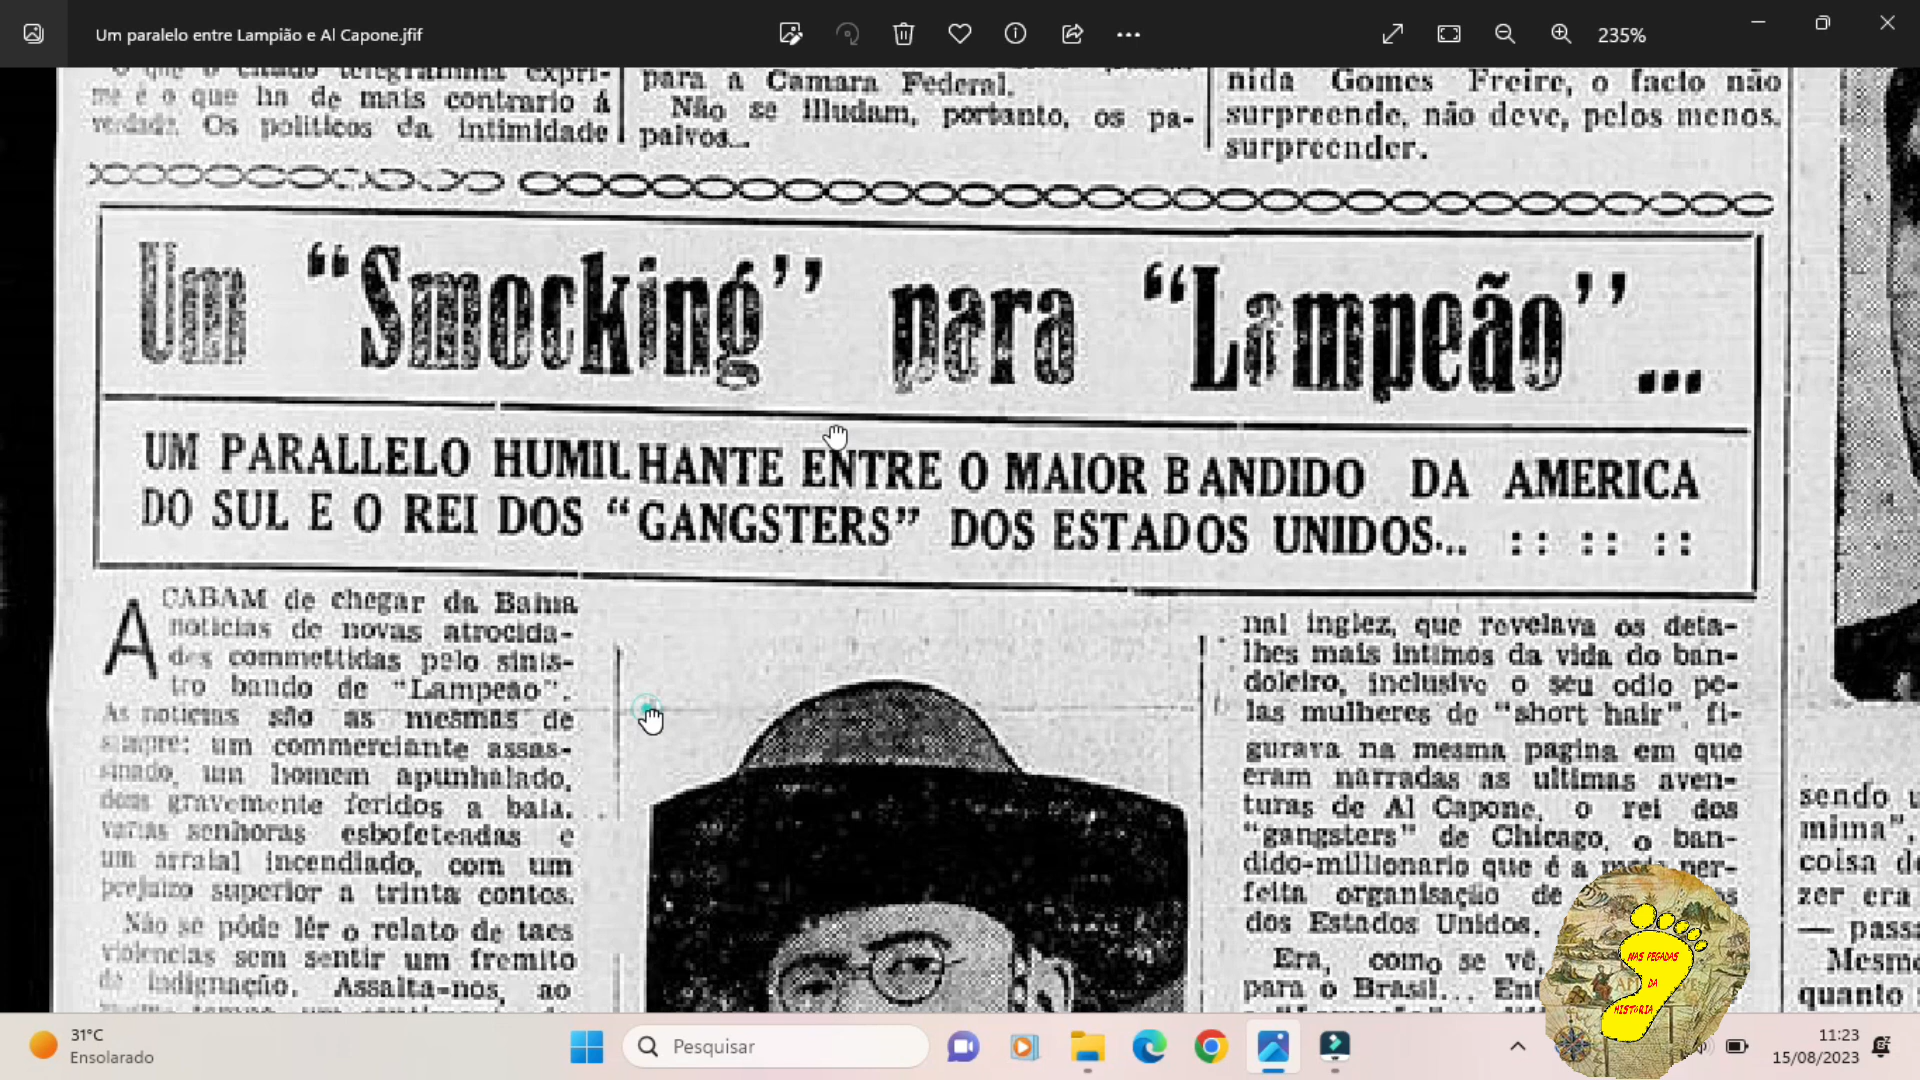 Um paralelo entre Lampião e Al Capone.jfif
235%
O que o citado telegramma expri-
me é o que ha de mais contrario á
verdade. Os politicos da intimidade
para a Camara Federal.
Não se illudam, portanto, os pa-
palvos...
nida Gomes Freire, o facto não
surpreende, não deve, pelos menos,
surpreender.
Um “Smocking” para “Lampeão”...
UM PARALLELO HUMILHANTE ENTRE O MAIOR BANDIDO DA AMERICA
DO SUL E O REI DOS “GANGSTERS” DOS ESTADOS UNIDOS... :: :: ::
ACABAM de chegar da Bahia
noticias de novas atrocida-
des commettidas pelo sinis-
tro bando de "Lampeão".
As noticias são as mesmas de
sempre: um commerciante assas-
sinado, um homem apunhalado,
dois gravemente feridos a bala,
varias senhoras esbofeteadas e
um arraial incendiado, com um
prejuizo superior a trinta contos.
Não se póde lêr o relato de taes
violencias sem sentir um fremito
de indignação. Assalta-nos, ao
nal inglez, que revelava os deta-
lhes mais intimos da vida do ban-
doleiro, inclusive o seu odio pe-
las mulheres de "short hair", fi-
gurava na mesma pagina em que
eram narradas as ultimas aven-
turas de Al Capone, o rei dos
"gangsters" de Chicago, o ban-
dido-millionario que é a mais per-
feita organisação de
dos Estados Unidos.
Era, como se vê,
para o Brasil...
sendo u
mima",
coisa de
zer era
— passa
Mesmo
quanto
NAS PEGADAS
DA
HISTORIA
31°C
Ensolarado
Pesquisar
11:23
15/08/2023